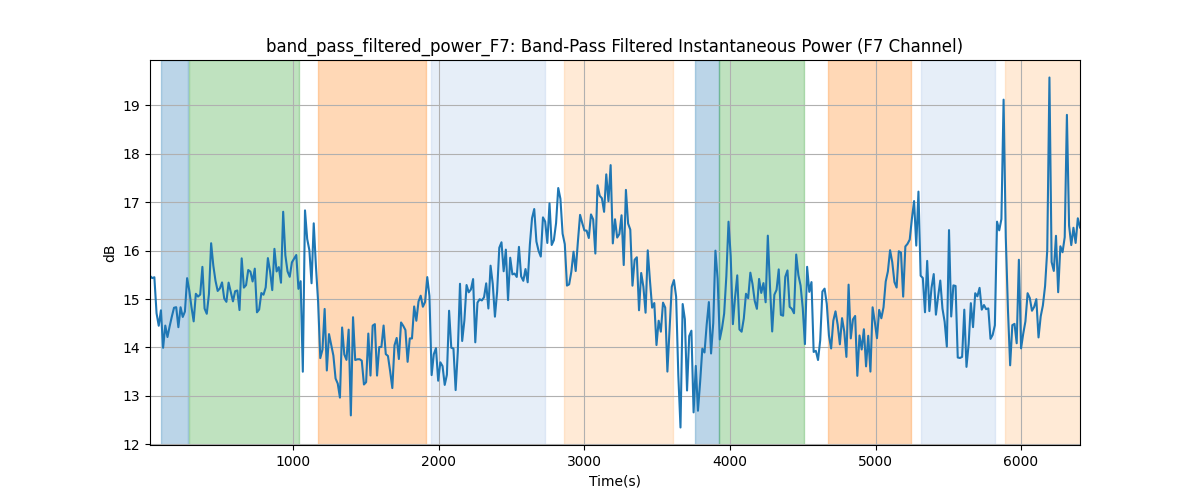 band_pass_filtered_power_F7: Band-Pass Filtered Instantaneous Power (F7 Channel)
dB
19
18
17
16
15
14
13
12
1000 2000 3000 4000 5000 6000
Time(s)